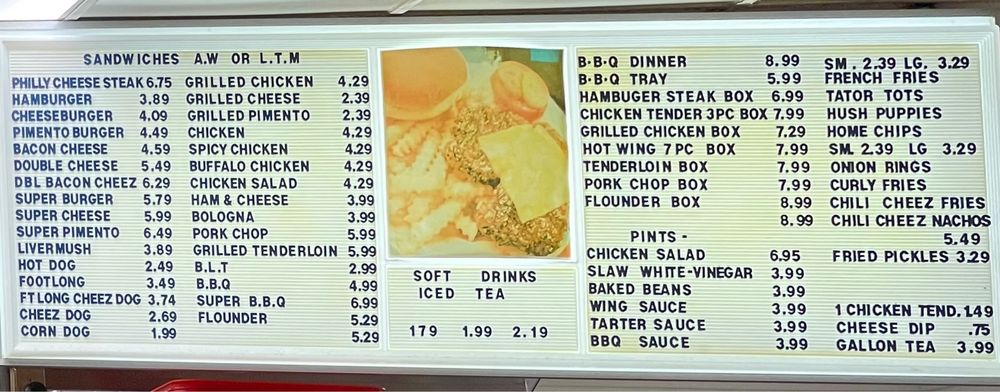 SANDWICHES A.W OR L.T.M
PHILLY CHEESE STEAK 6.75
HAMBURGER 3.89
CHEESEBURGER 4.09
PIMENTO BURGER 4.49
BACON CHEESE 4.59
DOUBLE CHEESE 5.49
DBL BACON CHEEZ 6.29
SUPER BURGER 5.79
SUPER CHEESE 5.99
SUPER PIMENTO 6.49
LIVERMUSH 3.89
HOT DOG 2.49
FOOTLONG 3.49
FT LONG CHEEZ DOG 3.74
CHEEZ DOG 2.69
CORN DOG 1.99
GRILLED CHICKEN 4.29
GRILLED CHEESE 2.39
GRILLED PIMENTO 2.39
CHICKEN 4.29
SPICY CHICKEN 4.29
BUFFALO CHICKEN 4.29
CHICKEN SALAD 4.29
HAM & CHEESE 3.99
BOLOGNA 3.99
PORK CHOP 5.99
GRILLED TENDERLOIN 5.99
B.L.T 2.99
B.B.Q 4.99
SUPER B.B.Q 6.99
FLOUNDER 5.29
5.29
SOFT DRINKS
ICED TEA
179 1.99 2.19
B.B.Q DINNER 8.99
B.B.Q TRAY 5.99
HAMBUGER STEAK BOX 6.99
CHICKEN TENDER 3PC BOX 7.99
GRILLED CHICKEN BOX 7.29
HOT WING 7 PC BOX 7.99
TENDERLOIN BOX 7.99
PORK CHOP BOX 7.99
FLOUNDER BOX 8.99
8.99
PINTS -
CHICKEN SALAD 6.95
SLAW WHITE-VINEGAR 3.99
BAKED BEANS 3.99
WING SAUCE 3.99
TARTER SAUCE 3.99
BBQ SAUCE 3.99
SM. 2.39 LG. 3.29
FRENCH FRIES
TATOR TOTS
HUSH PUPPIES
HOME CHIPS
SM. 2.39 LG 3.29
ONION RINGS
CURLY FRIES
CHILI CHEEZ FRIES
CHILI CHEEZ NACHOS
5.49
FRIED PICKLES 3.29
1 CHICKEN TEND. 1.49
CHEESE DIP .75
GALLON TEA 3.99